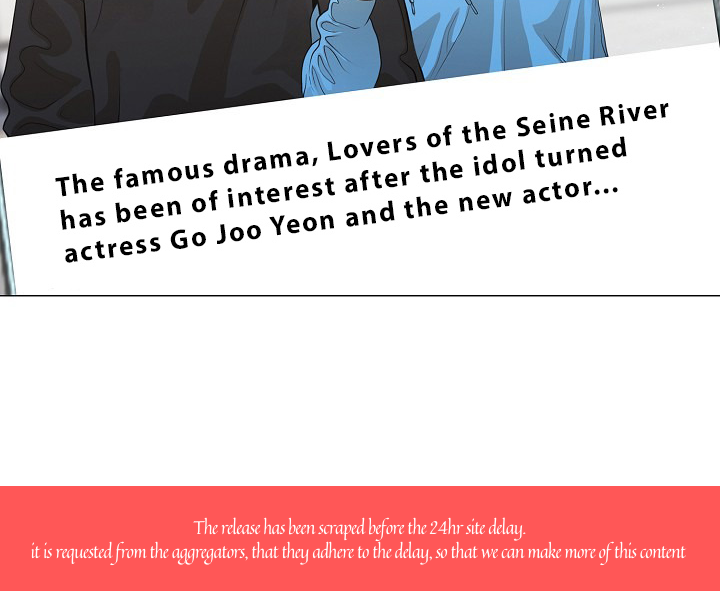 The famous drama, Lovers of the Seine River
has been of interest after the idol turned
actress Go Joo Yeon and the new actor...
The release has been scraped before the 24hr site delay.
it is requested from the aggregators, that they adhere to the delay, so that we can make more of this content